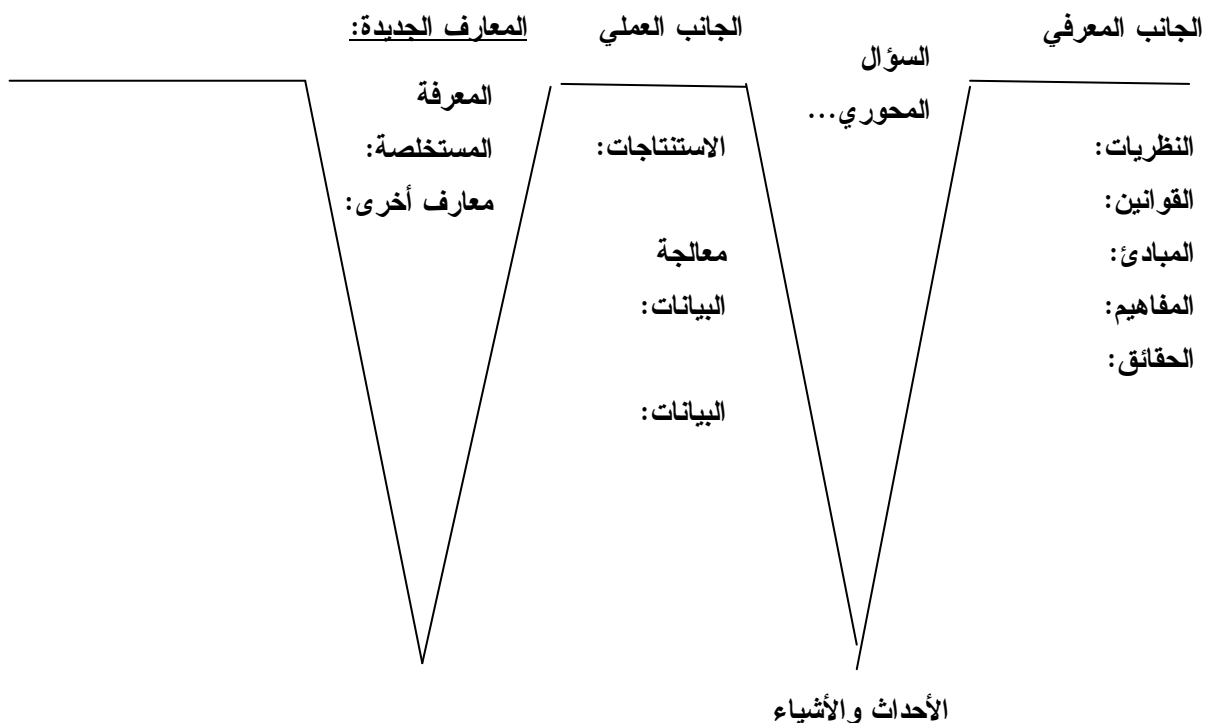 الجانب المعرفي
النظريات:
القوانين:
المبادئ:
المفاهيم:
الحقائق:
السؤال
المحوري...
الأحداث والأشياء
الجانب العملي
الاستنتاجات:
معالجة
البيانات:
البيانات:
المعارف الجديدة:
المعرفة
المستخلصة:
معارف أخرى: